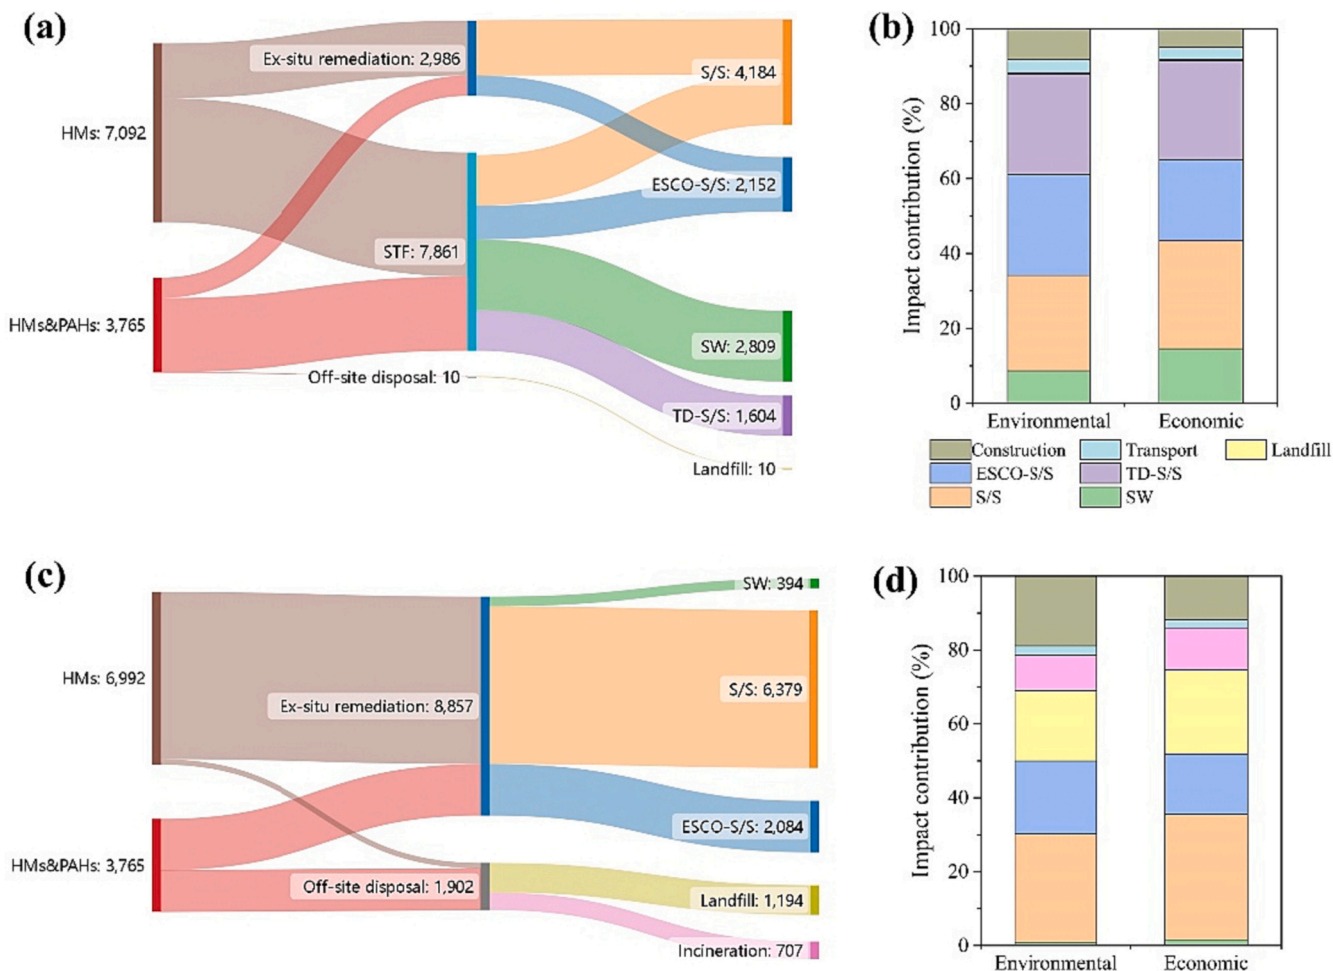 (a)
HMs: 7,092
HMs&PAHs: 3,765
Ex-situ remediation: 2,986
STF: 7,861
Off-site disposal: 10
S/S: 4,184
ESCO-S/S: 2,152
SW: 2,809
TD-S/S: 1,604
Landfill: 10
(b)
Impact contribution (%)
100
80
60
40
20
0
Environmental Economic
Construction Transport Landfill
ESCO-S/S TD-S/S
S/S SW
(c)
HMs: 6,992
HMs&PAHs: 3,765
Ex-situ remediation: 8,857
Off-site disposal: 1,902
SW: 394
S/S: 6,379
ESCO-S/S: 2,084
Landfill: 1,194
Incineration: 707
(d)
Impact contribution (%)
100
80
60
40
20
0
Environmental Economic